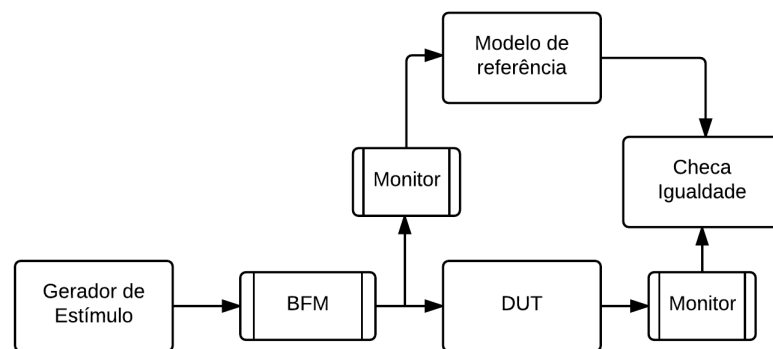 Modelo de
referência
Monitor
Checa
Igualdade
Gerador de
Estímulo
BFM
DUT
Monitor